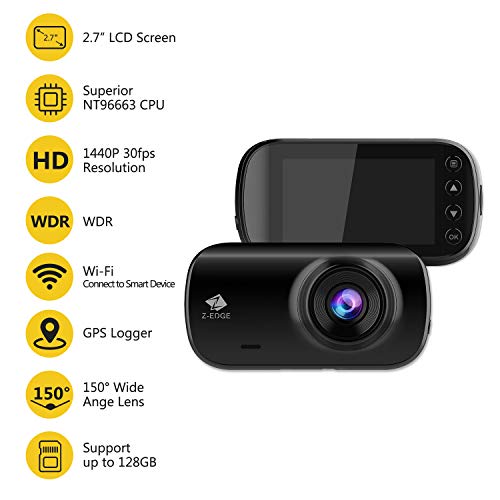 2.7"
2.7" LCD Screen
Superior
NT96663 CPU
HD
1440P 30fps
Resolution
WDR
WDR
Wi-Fi
Connect to Smart Device
GPS Logger
150°
150° Wide
Ange Lens
Support
up to 128GB
Z-EDGE
OK